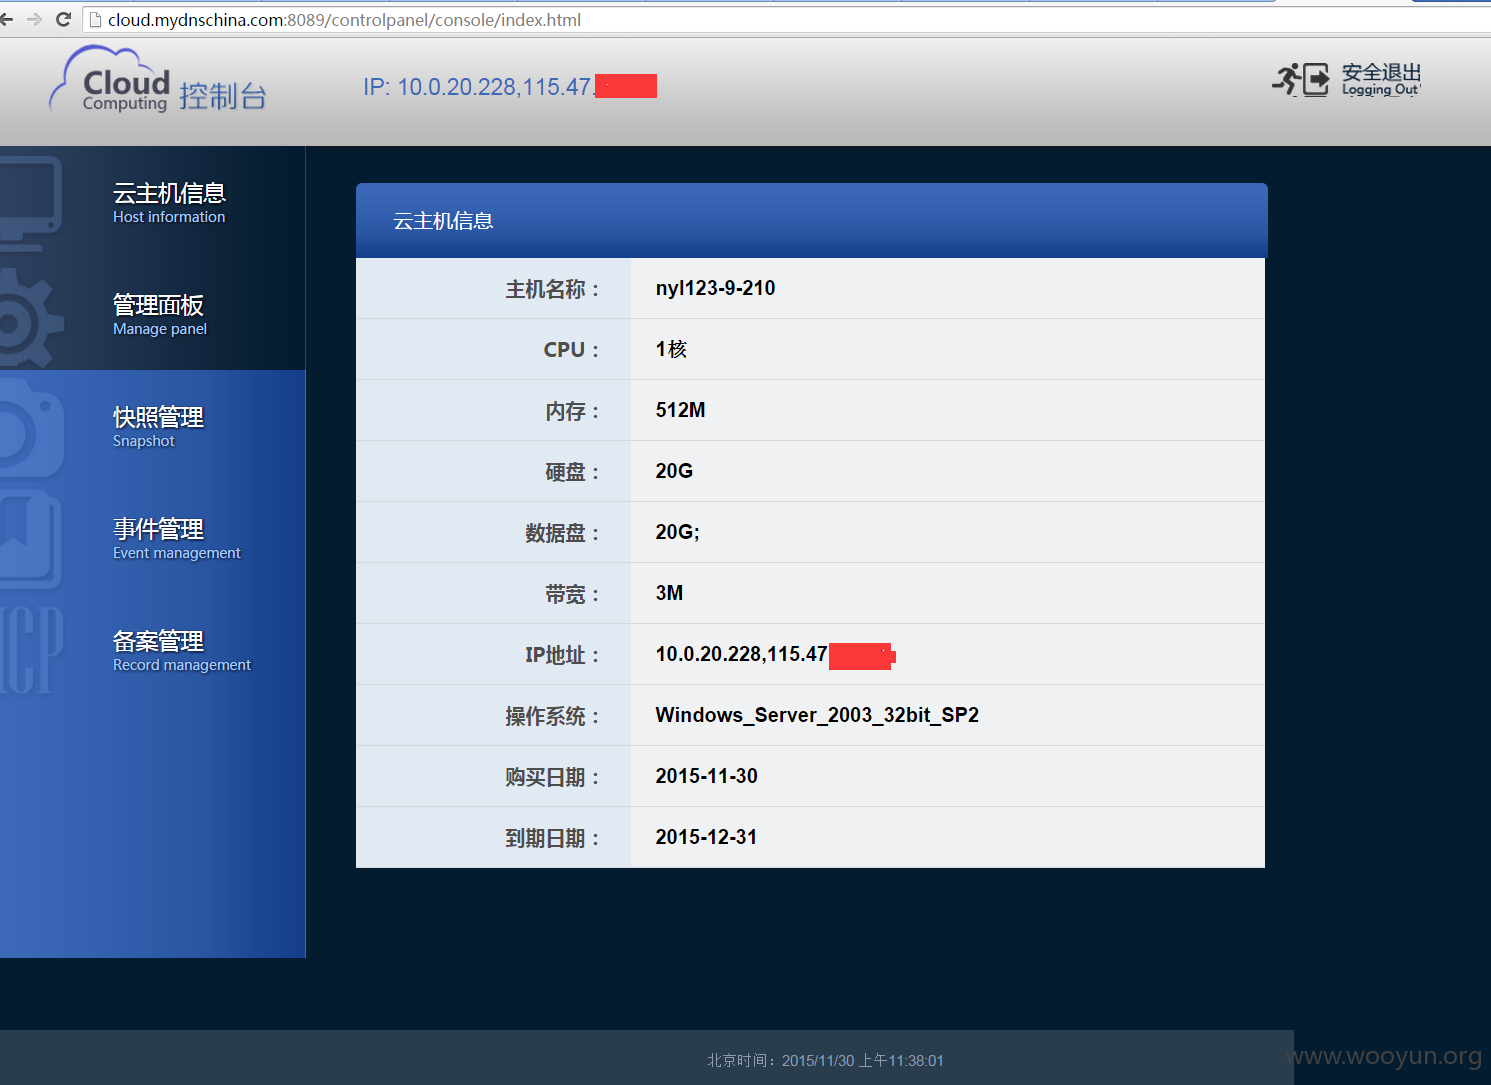 cloud.mydnschina.com:8089/controlpanel/console/index.html
Cloud
Computing 控制台
IP: 10.0.20.228,115.47.
安全退出
Logging Out
云主机信息
Host information
管理面板
Manage panel
快照管理
Snapshot
事件管理
Event management
备案管理
Record management
ICP
云主机信息
主机名称： nyl123-9-210
CPU： 1核
内存： 512M
硬盘： 20G
数据盘： 20G;
带宽： 3M
IP地址： 10.0.20.228,115.47
操作系统： Windows_Server_2003_32bit_SP2
购买日期： 2015-11-30
到期日期： 2015-12-31
北京时间：2015/11/30 上午11:38:01
www.wooyun.org